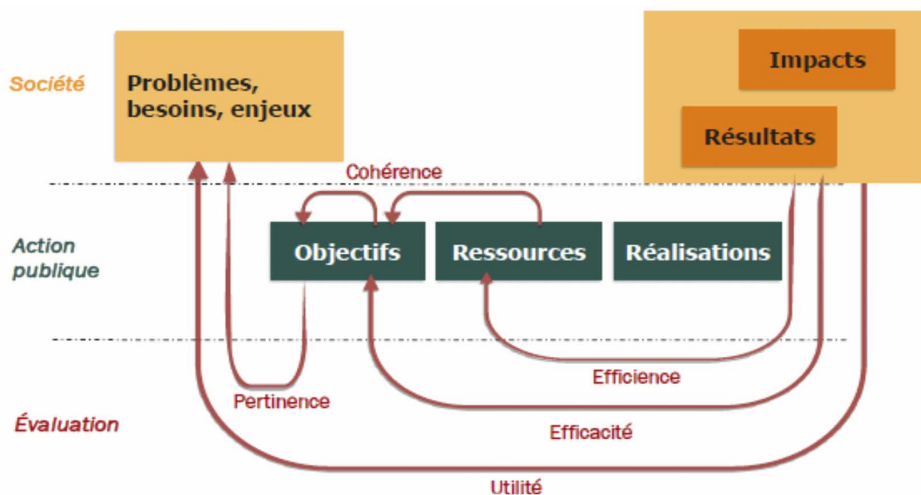 Société
Problèmes,
besoins, enjeux
Impacts
Résultats
Cohérence
Action
publique
Objectifs
Ressources
Réalisations
Efficience
Pertinence
Évaluation
Efficacité
Utilité